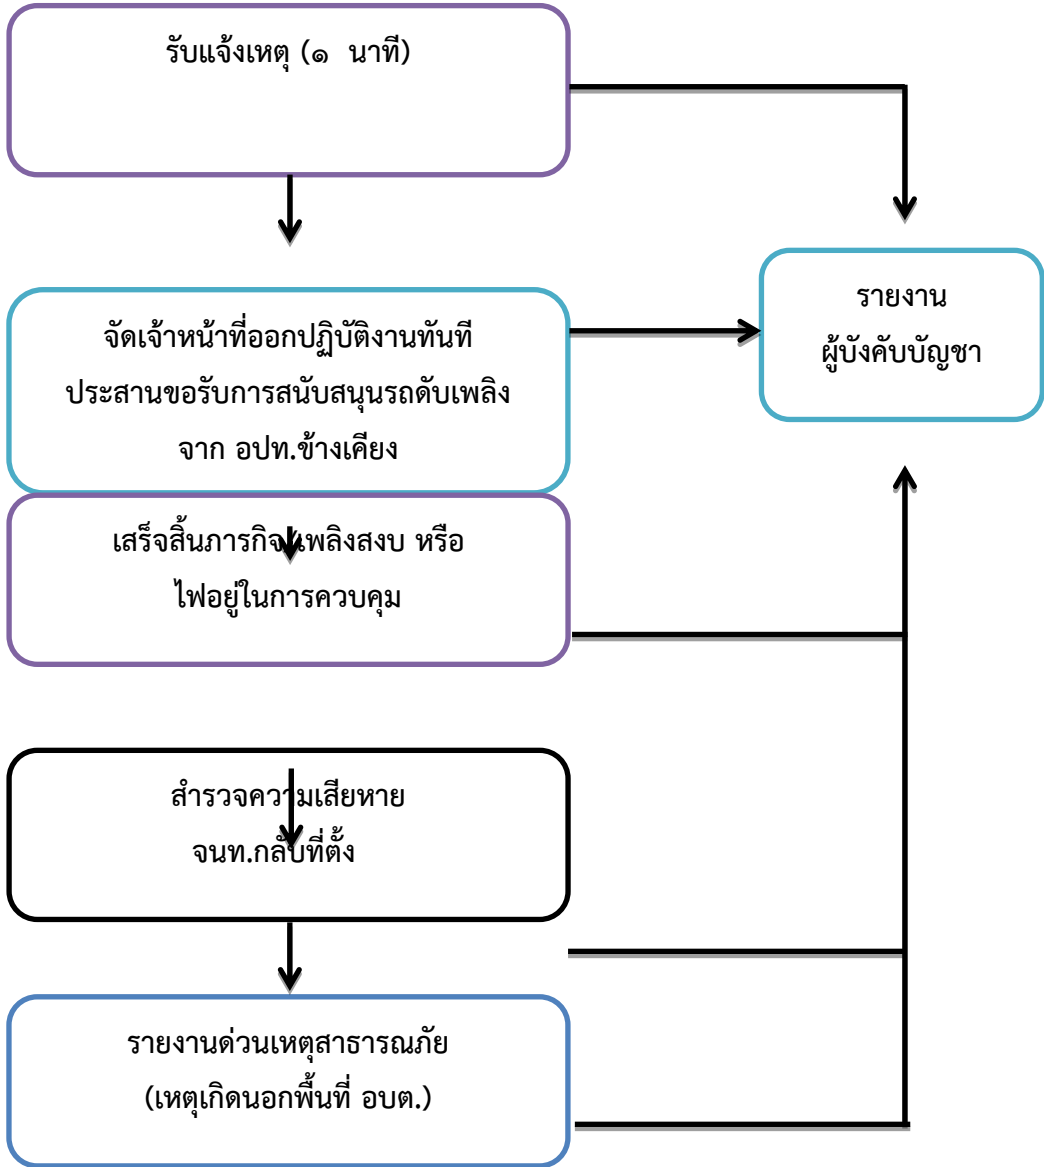 รับแจ้งเหตุ (๑ นาที)
รายงาน
ผู้บังคับบัญชา
จัดเจ้าหน้าที่ออกปฏิบัติงานทันที
ประสานขอรับการสนับสนุนรถดับเพลิง
จาก อปท.ข้างเคียง
เสร็จสิ้นภารกิจ/เพลิงสงบ หรือ
ไฟอยู่ในการควบคุม
สำรวจความเสียหาย
จนท.กลับที่ตั้ง
รายงานด่วนเหตุสาธารณภัย
(เหตุเกิดนอกพื้นที่ อบต.)